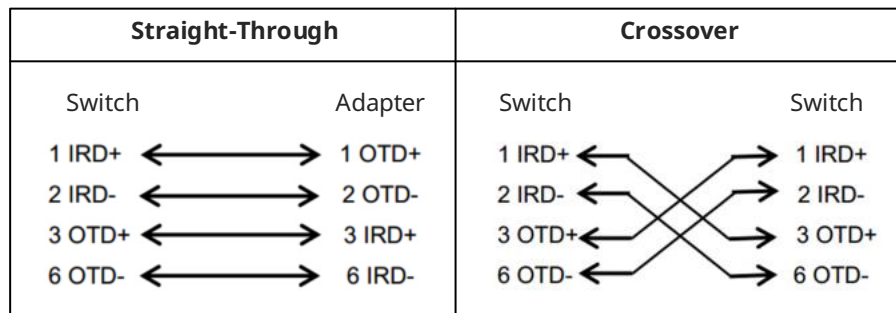 Straight-Through Crossover
Switch Adapter Switch Switch
1 IRD+ 1 OTD+ 1 IRD+ 1 IRD+
2 IRD- 2 OTD- 2 IRD- 2 IRD-
3 OTD+ 3 IRD+ 3 OTD+ 3 OTD+
6 OTD- 6 IRD- 6 OTD- 6 OTD-